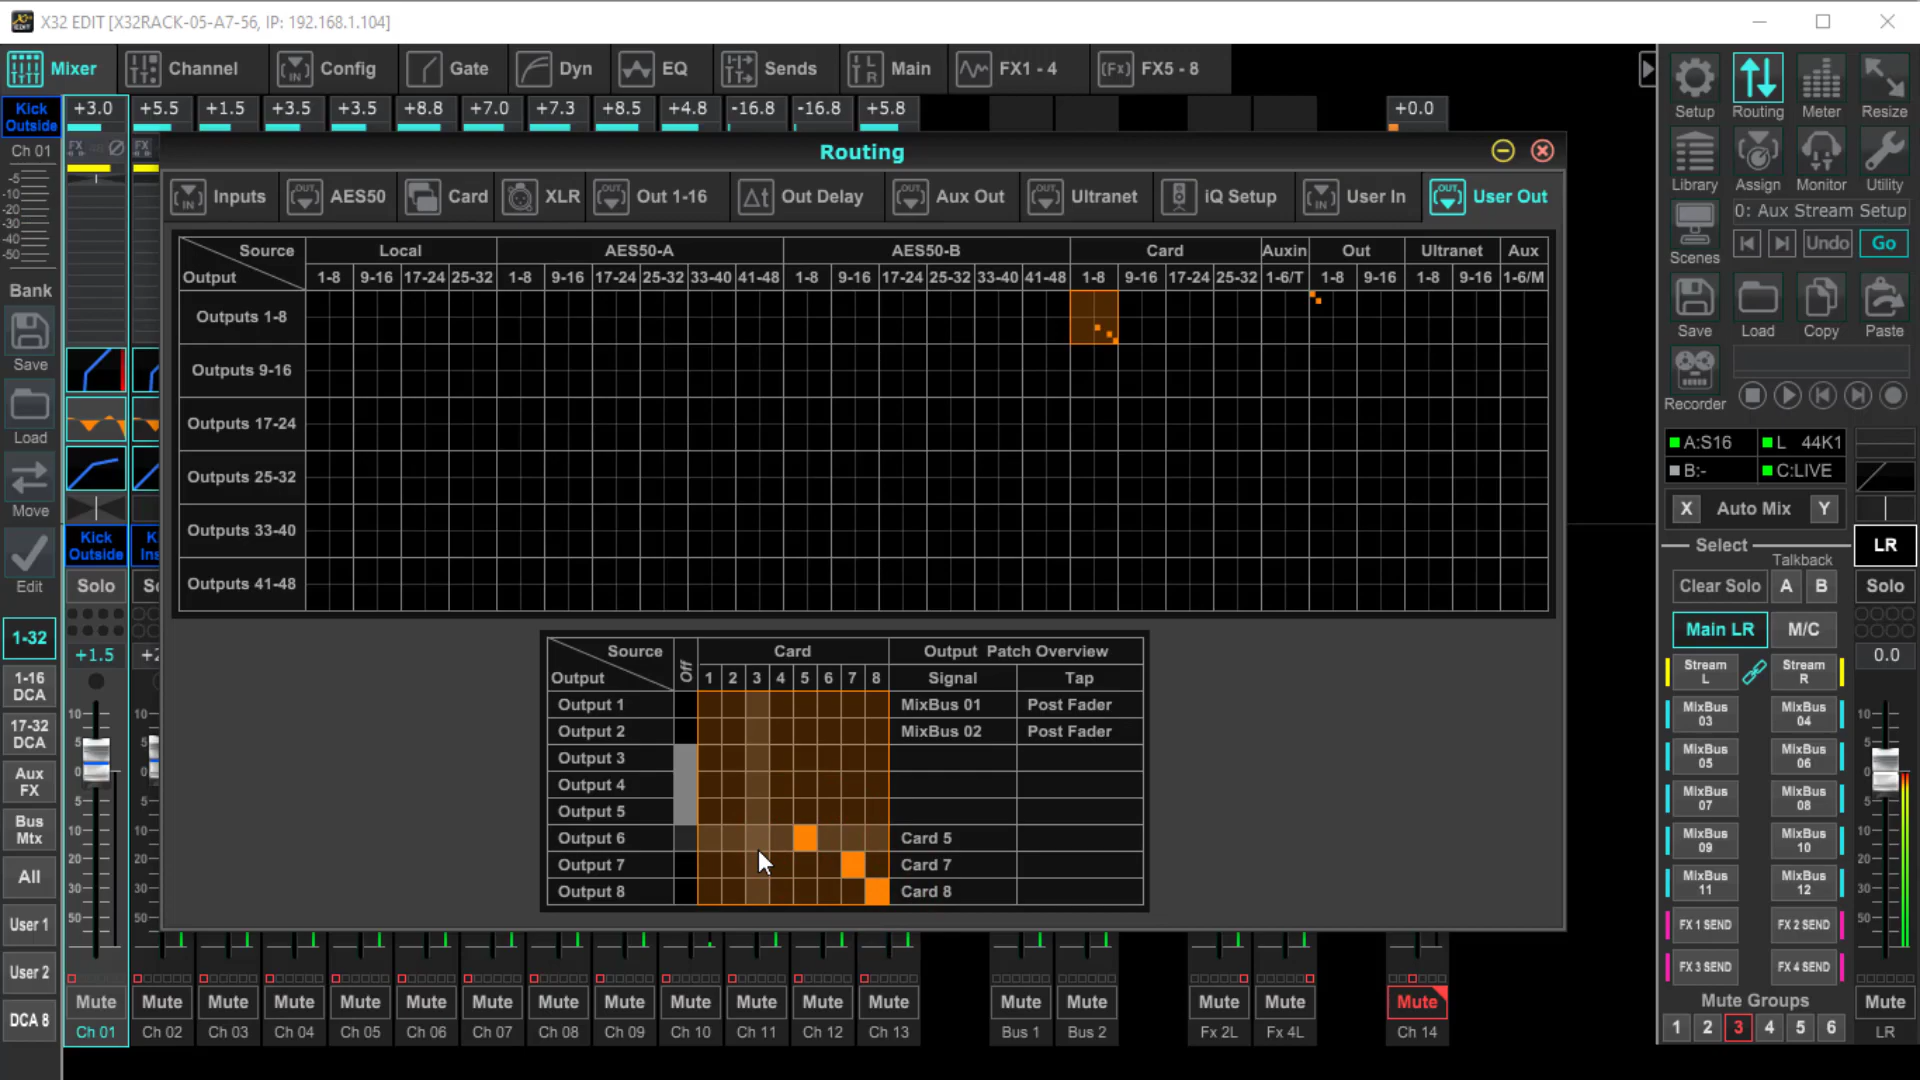 X32 EDIT [X32RACK-05-A7-56, IP: 192.168.1.104]
Mixer Channel Config Gate Dyn EQ Sends Main FX1 - 4 FX5 - 8
Setup Routing Meter Resize
Kick Outside +3.0 +5.5 +1.5 +3.5 +3.5 +8.8 +7.0 +7.3 +8.5 +4.8 -16.8 -16.8 +5.8 +0.0
Ch 01
Routing
Inputs AES50 Card XLR Out 1-16 Out Delay Aux Out Ultranet iQ Setup User In User Out
Library Assign Monitor Utility
Source Local AES50-A AES50-B Card Auxin Out Ultranet Aux
Output 1-8 9-16 17-24 25-32 1-8 9-16 17-24 25-32 33-40 41-48 1-8 9-16 17-24 25-32 33-40 41-48 1-8 9-16 17-24 25-32 1-6/T 1-8 9-16 1-8 9-16 1-6/M
Outputs 1-8
Outputs 9-16
Outputs 17-24
Outputs 25-32
Outputs 33-40
Outputs 41-48
Scenes
0: Aux Stream Setup
Undo Go
Save Load Copy Paste
Recorder
A:S16 L 44K1
B:- C:LIVE
X Auto Mix Y
Select
LR
Talkback
Clear Solo A B Solo
Main LR M/C
0.0
Stream L Stream R
MixBus 03 MixBus 04
MixBus 05 MixBus 06
MixBus 07 MixBus 08
MixBus 09 MixBus 10
MixBus 11 MixBus 12
FX 1 SEND FX 2 SEND
FX 3 SEND FX 4 SEND
Mute Groups
1 2 3 4 5 6
Mute
LR
-5
-10
-20
-30
-40
-50
Bank
Save
Load
Move
Edit
1-32
1-16 DCA
17-32 DCA
Aux FX
Bus Mtx
All
User 1
User 2
DCA 8
Kick Outside
Solo
+1.5
Source Off Card Output Patch Overview
Output 1 2 3 4 5 6 7 8 Signal Tap
Output 1 MixBus 01 Post Fader
Output 2 MixBus 02 Post Fader
Output 3
Output 4
Output 5
Output 6 Card 5
Output 7 Card 7
Output 8 Card 8
Mute Mute Mute Mute Mute Mute Mute Mute Mute Mute Mute Mute Mute Mute Mute Mute Mute Mute
Ch 01 Ch 02 Ch 03 Ch 04 Ch 05 Ch 06 Ch 07 Ch 08 Ch 09 Ch 10 Ch 11 Ch 12 Ch 13 Bus 1 Bus 2 Fx 2L Fx 4L Ch 14